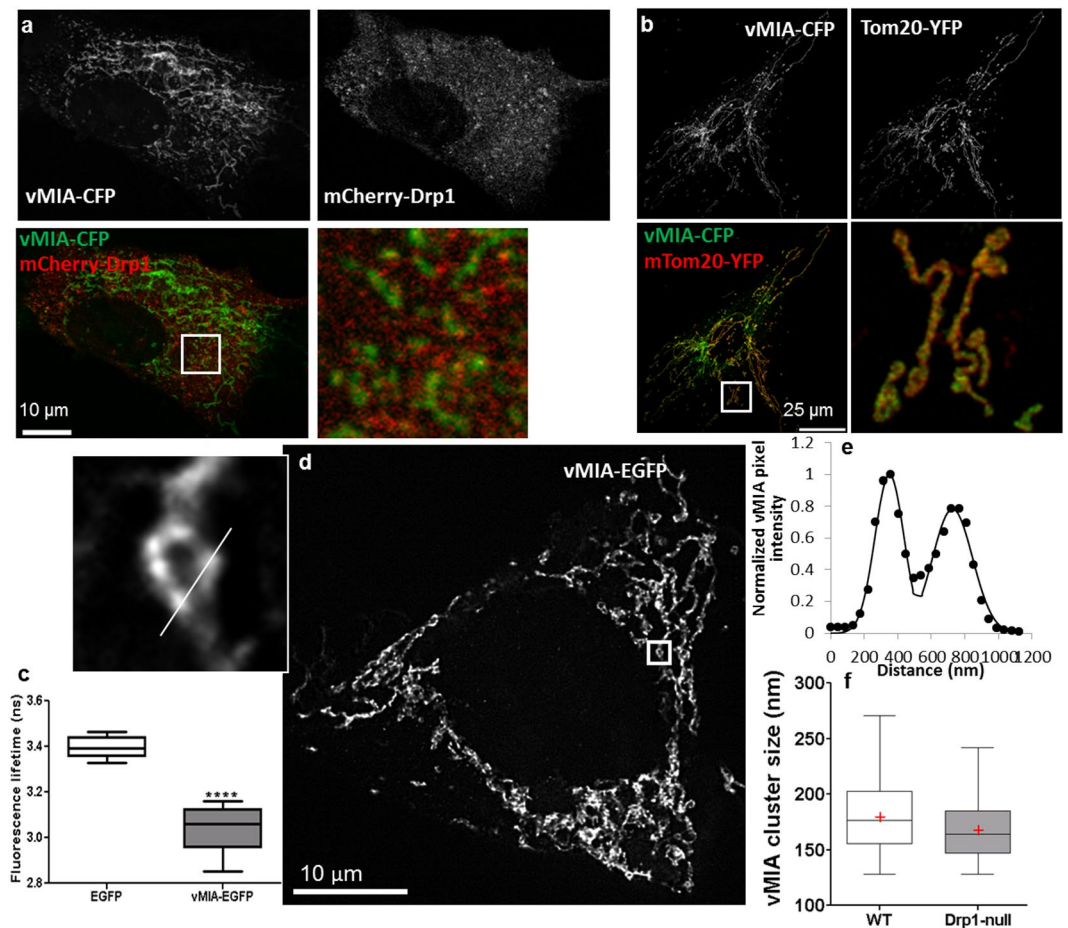 a
vMIA-CFP
mCherry-Drp1
vMIA-CFP
mCherry-Drp1
10 µm
b
vMIA-CFP
Tom20-YFP
vMIA-CFP
mTom20-YFP
25 µm
c
Fluorescence lifetime (ns)
3.6
3.4
3.2
3.0
2.8
****
EGFP
vMIA-EGFP
d
vMIA-EGFP
10 µm
e
Normalized vMIA pixel
intensity
1.2
1
0.8
0.6
0.4
0.2
0
0 200 400 600 800 1000 1200
Distance (nm)
f
vMIA cluster size (nm)
300
250
200
150
100
WT
Drp1-null